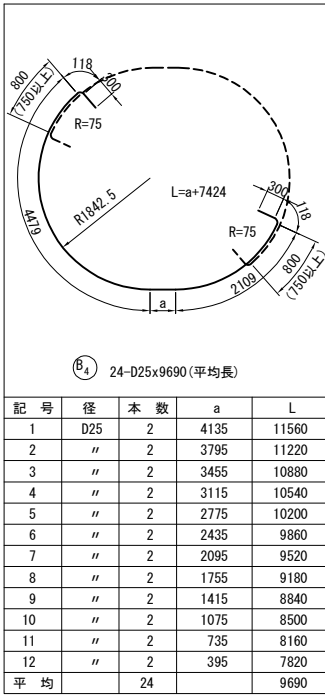 800
(750以上)
118
300
R=75
R1842.5
L=a+7424
4479
300
118
R=75
800
(750以上)
2109
a
B4 24-D25x9690(平均長)
記 号 径 本 数 a L
1 D25 2 4135 11560
2 〃 2 3795 11220
3 〃 2 3455 10880
4 〃 2 3115 10540
5 〃 2 2775 10200
6 〃 2 2435 9860
7 〃 2 2095 9520
8 〃 2 1755 9180
9 〃 2 1415 8840
10 〃 2 1075 8500
11 〃 2 735 8160
12 〃 2 395 7820
平 均 24 9690